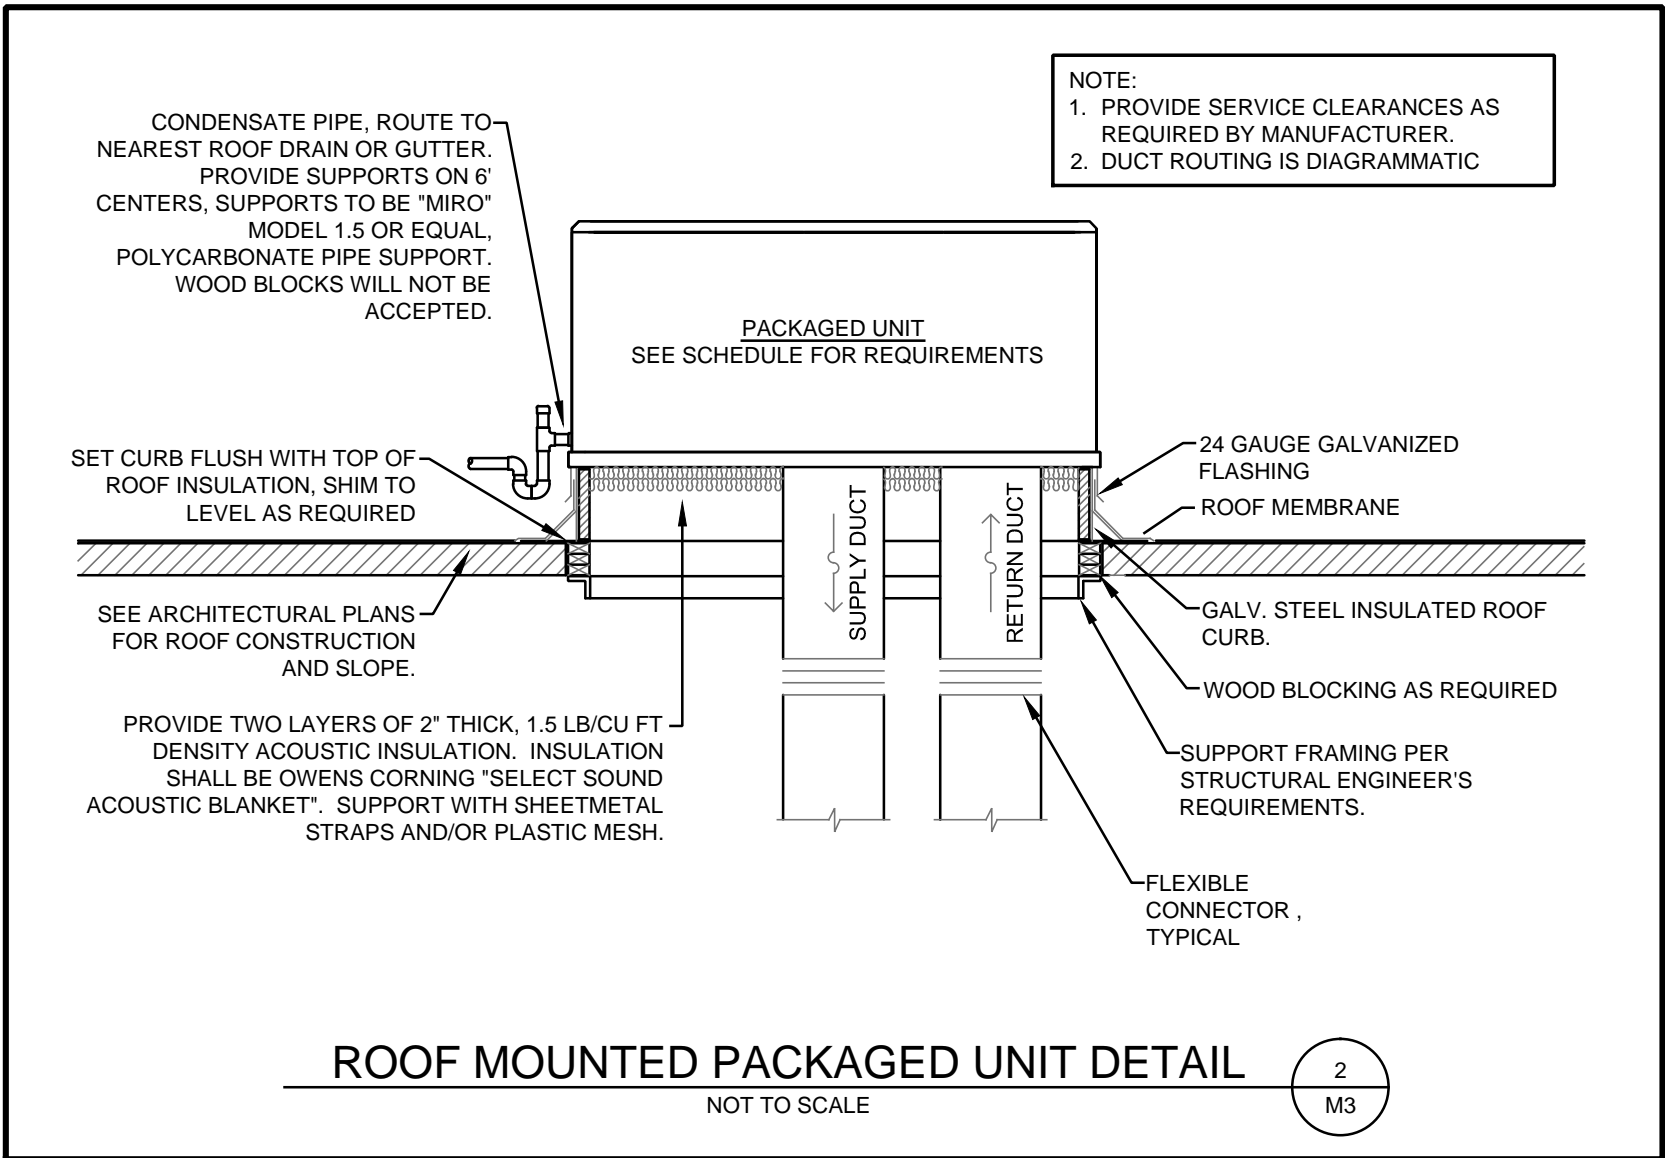 NOTE:
1. PROVIDE SERVICE CLEARANCES AS
REQUIRED BY MANUFACTURER.
2. DUCT ROUTING IS DIAGRAMMATIC
CONDENSATE PIPE, ROUTE TO
NEAREST ROOF DRAIN OR GUTTER.
PROVIDE SUPPORTS ON 6'
CENTERS, SUPPORTS TO BE "MIRO"
MODEL 1.5 OR EQUAL,
POLYCARBONATE PIPE SUPPORT.
WOOD BLOCKS WILL NOT BE
ACCEPTED.
PACKAGED UNIT
SEE SCHEDULE FOR REQUIREMENTS
SET CURB FLUSH WITH TOP OF
ROOF INSULATION, SHIM TO
LEVEL AS REQUIRED
SEE ARCHITECTURAL PLANS
FOR ROOF CONSTRUCTION
AND SLOPE.
PROVIDE TWO LAYERS OF 2" THICK, 1.5 LB/CU FT
DENSITY ACOUSTIC INSULATION.  INSULATION
SHALL BE OWENS CORNING "SELECT SOUND
ACOUSTIC BLANKET".  SUPPORT WITH SHEETMETAL
STRAPS AND/OR PLASTIC MESH.
SUPPLY DUCT
RETURN DUCT
24 GAUGE GALVANIZED
FLASHING
ROOF MEMBRANE
GALV. STEEL INSULATED ROOF
CURB.
WOOD BLOCKING AS REQUIRED
SUPPORT FRAMING PER
STRUCTURAL ENGINEER'S
REQUIREMENTS.
FLEXIBLE
CONNECTOR ,
TYPICAL
ROOF MOUNTED PACKAGED UNIT DETAIL
NOT TO SCALE
2
M3